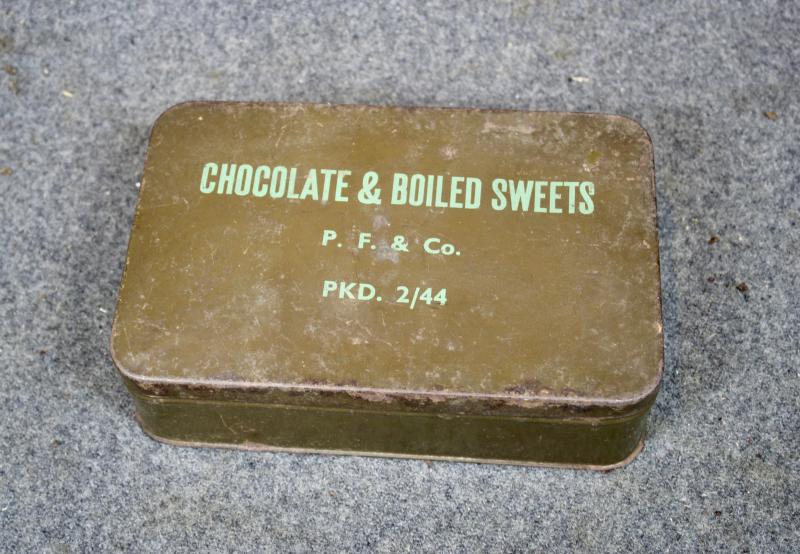 CHOCOLATE & BOILED SWEETS
P. F. & Co.
PKD. 2/44